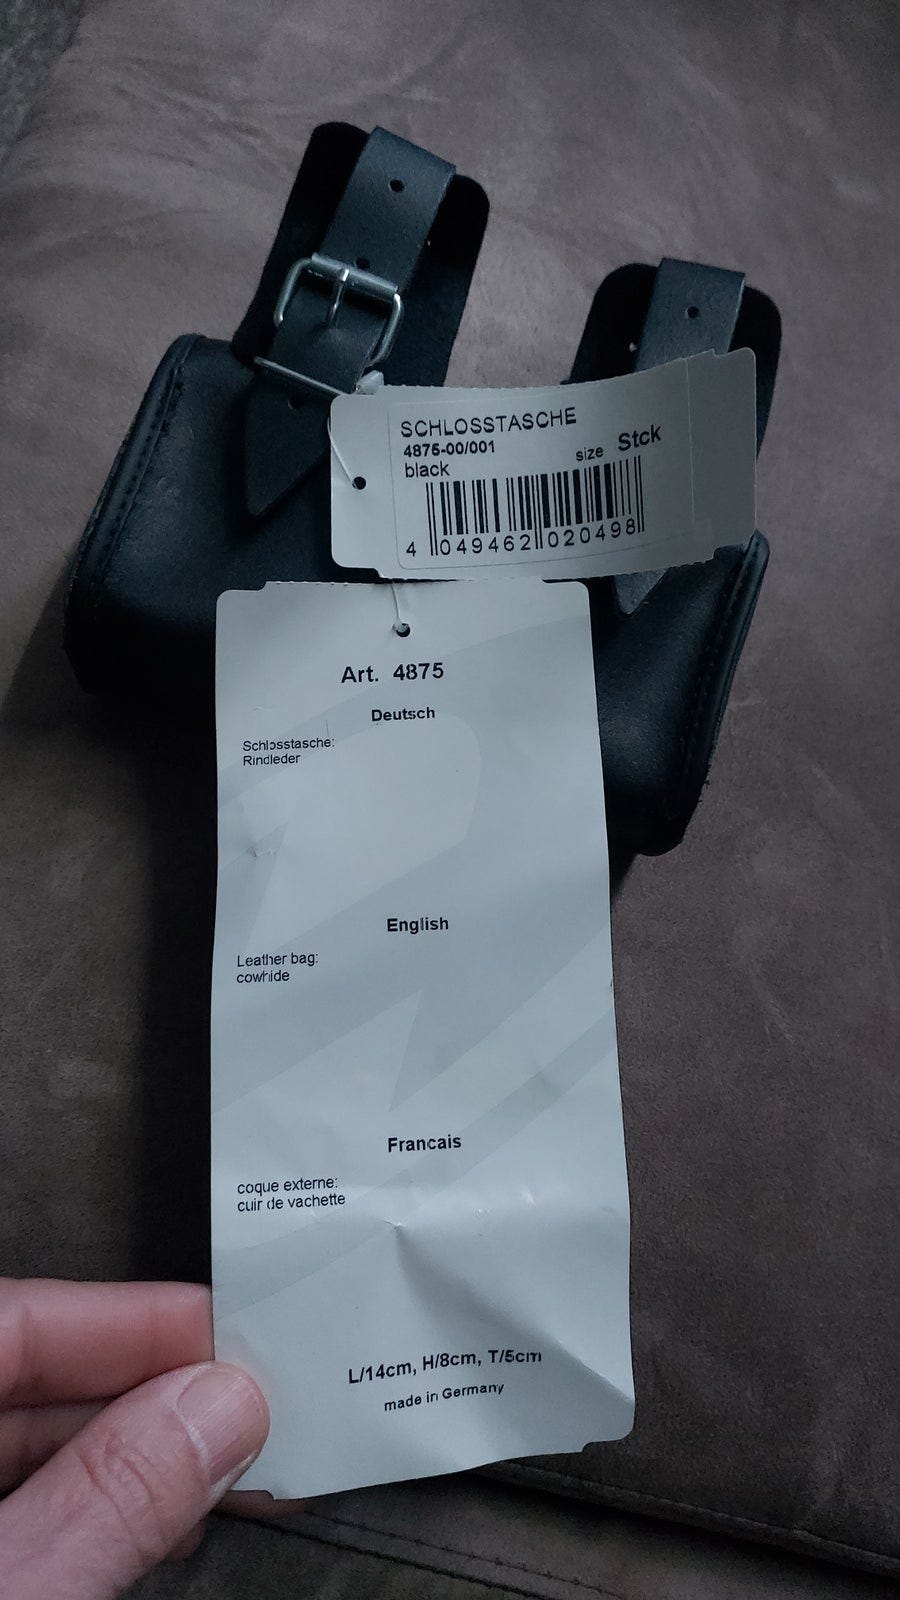 SCHLOSSTASCHE
4875-00/001
black size Stck
4 049462 020498
Art. 4875
Deutsch
Schlosstasche:
Rindleder
English
Leather bag:
cowhide
Francais
coque externe:
cuir de vachette
L/14cm, H/8cm, T/5cm
made in Germany